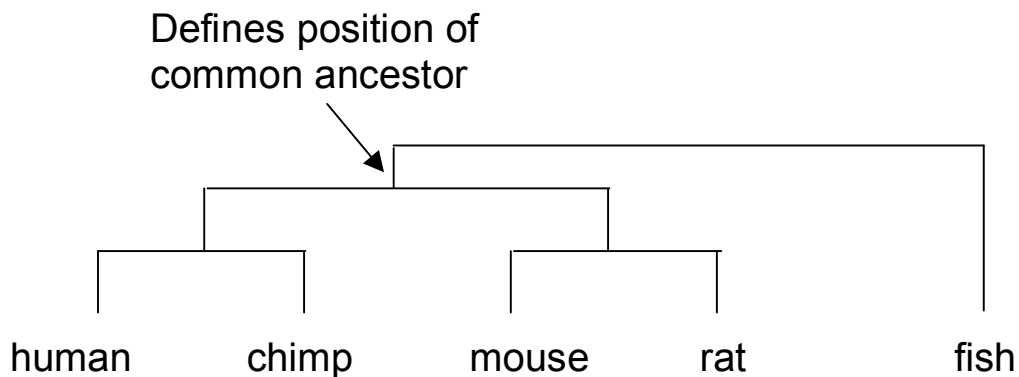 Defines position of
common ancestor
human chimp mouse rat fish